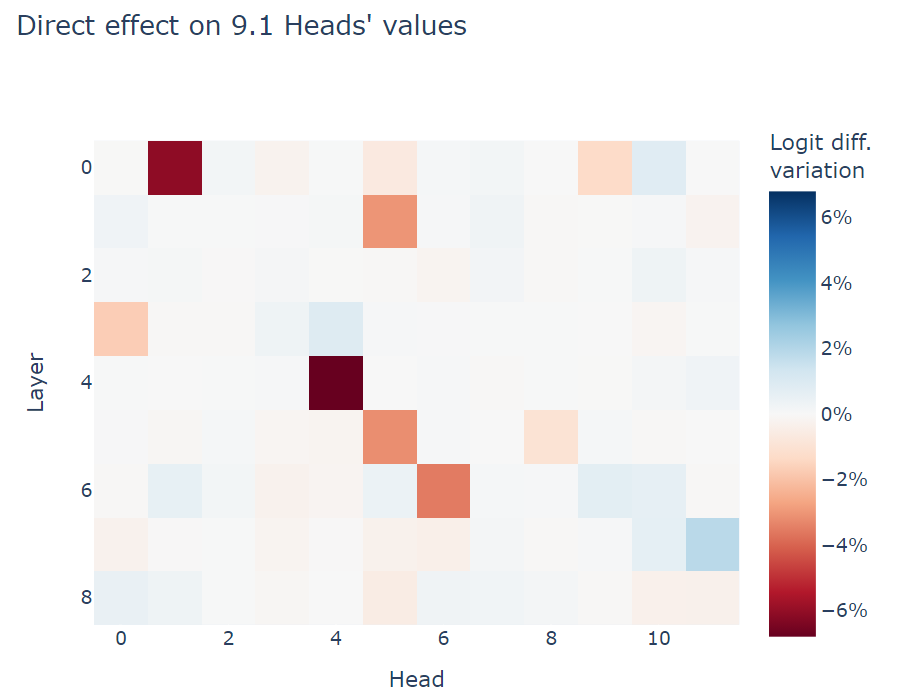 Direct effect on 9.1 Heads' values
Logit diff.
variation
6%
4%
2%
0%
−2%
−4%
−6%
Layer
0
2
4
6
8
0 2 4 6 8 10
Head